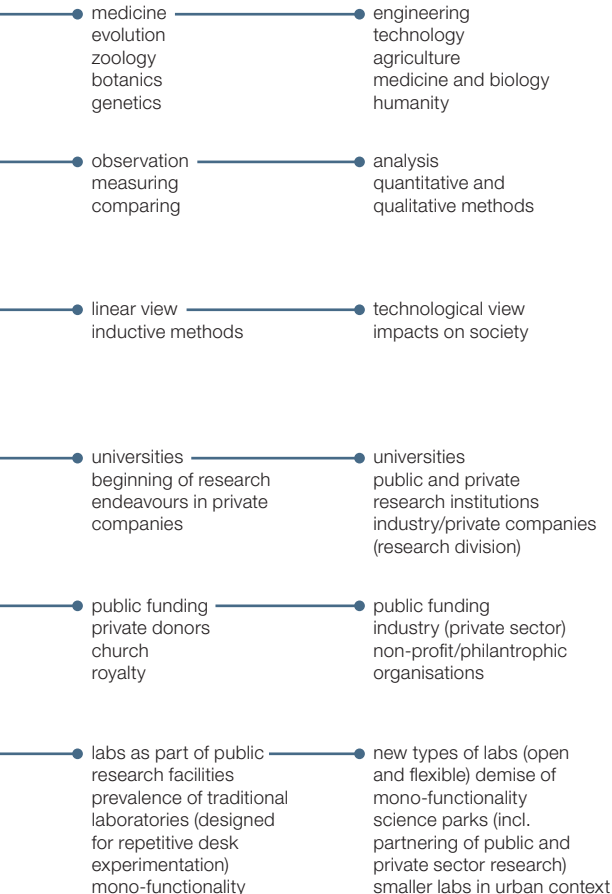 medicine
evolution
zoology
botanics
genetics
engineering
technology
agriculture
medicine and biology
humanity
observation
measuring
comparing
analysis
quantitative and
qualitative methods
linear view
inductive methods
technological view
impacts on society
universities
beginning of research
endeavours in private
companies
universities
public and private
research institutions
industry/private companies
(research division)
public funding
private donors
church
royalty
public funding
industry (private sector)
non-profit/philantrophic
organisations
labs as part of public
research facilities
prevalence of traditional
laboratories (designed
for repetitive desk
experimentation)
mono-functionality
new types of labs (open
and flexible) demise of
mono-functionality
science parks (incl.
partnering of public and
private sector research)
smaller labs in urban context